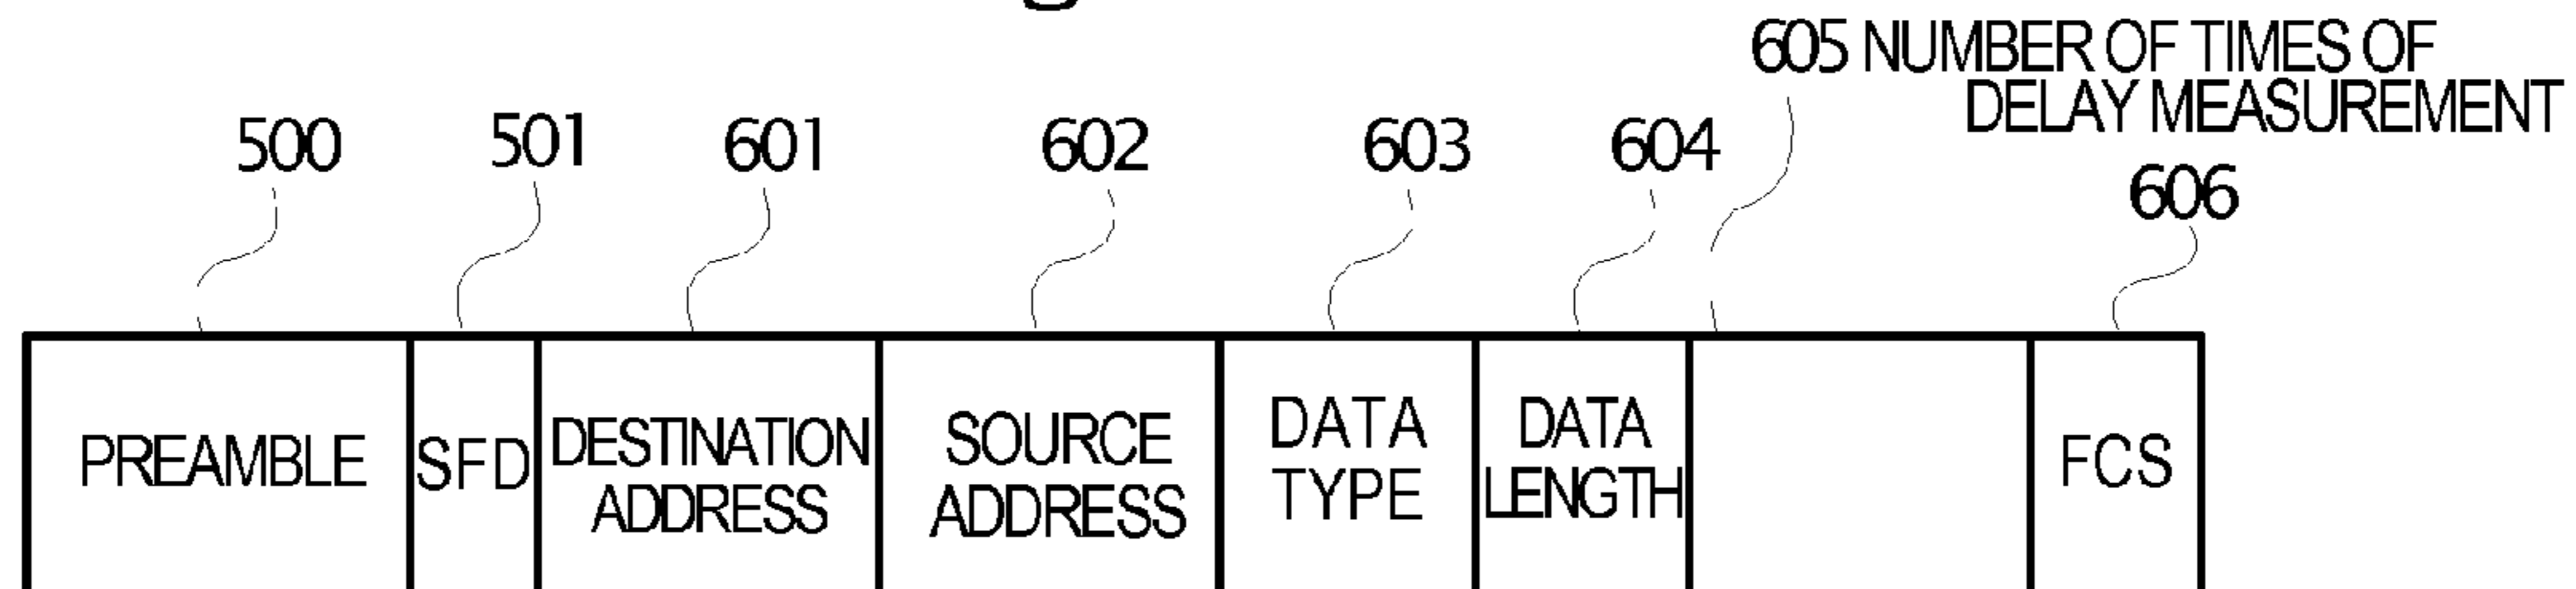 605 NUMBER OF TIMES OF
DELAY MEASUREMENT
500 501 601 602 603 604
606
PREAMBLE SFD DESTINATION ADDRESS SOURCE ADDRESS DATA TYPE DATA LENGTH FCS